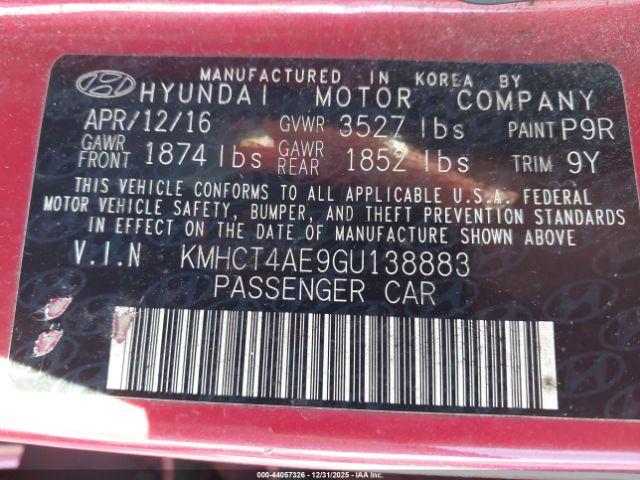 MANUFACTURED IN KOREA BY
HYUNDAI MOTOR COMPANY
APR/12/16 GVWR 3527 lbs PAINT P9R
GAWR FRONT 1874 lbs GAWR REAR 1852 lbs TRIM 9Y
THIS VEHICLE CONFORMS TO ALL APPLICABLE U.S.A. FEDERAL
MOTOR VEHICLE SAFETY, BUMPER, AND THEFT PREVENTION STANDARDS
IN EFFECT ON THE DATE OF MANUFACTURE SHOWN ABOVE
V.I.N KMHCT4AE9GU138883
PASSENGER CAR
Copart: 44057326 - 12/31/2025 - IAA Inc.